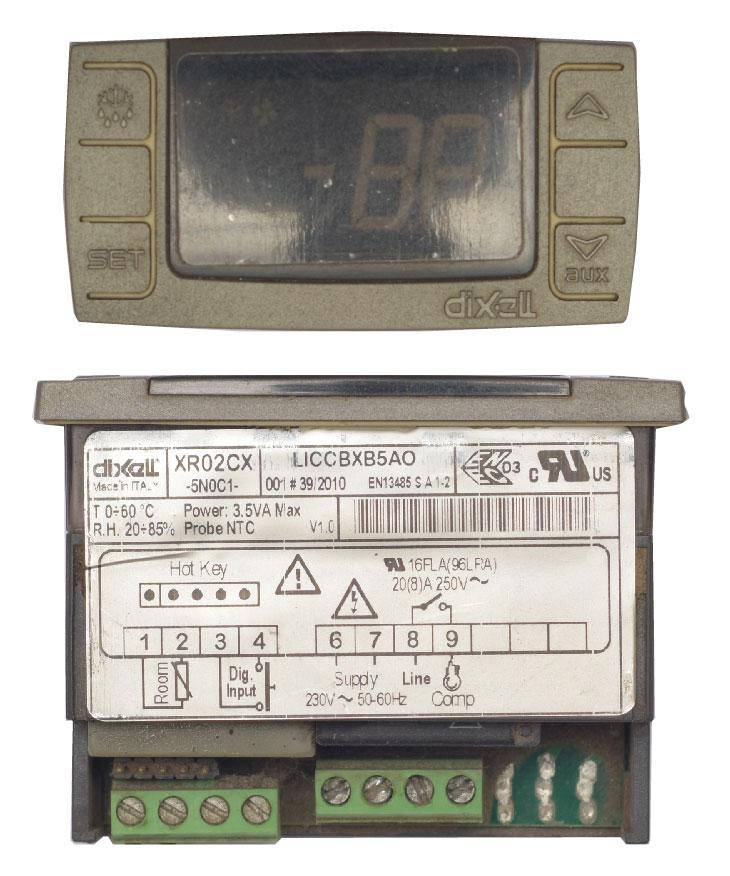 SET
aux
dixell
dixell
Made in ITALY
XR02CX
-5N0C1-
LICCBXB5AO
001 # 39/2010 EN13485 S A 1-2
03
c US
T 0÷60 °C Power: 3.5VA Max
R.H. 20÷85% Probe NTC V1.0
Hot Key
16FLA(96LRA)
20(8)A 250V~
1 2 3 4 6 7 8 9
Room
Dig.
Input
Supply
230V ~ 50-60Hz
Line
Comp